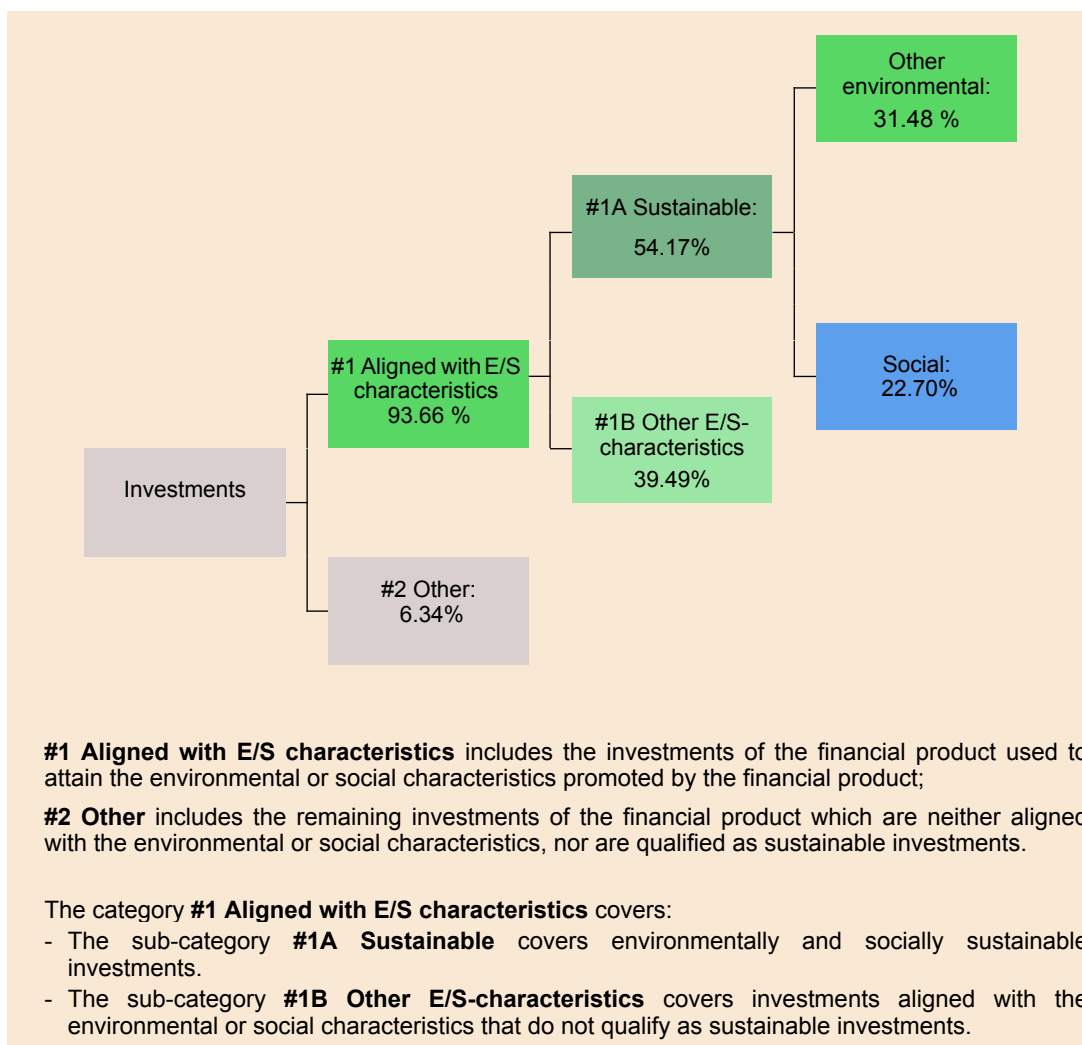 Other
environmental:
31.48 %
#1A Sustainable:
54.17%
#1 Aligned with E/S
characteristics
93.66 %
Social:
22.70%
#1B Other E/S-
characteristics
39.49%
Investments
#2 Other:
6.34%
#1 Aligned with E/S characteristics includes the investments of the financial product used to
attain the environmental or social characteristics promoted by the financial product;
#2 Other includes the remaining investments of the financial product which are neither aligned
with the environmental or social characteristics, nor are qualified as sustainable investments.
The category #1 Aligned with E/S characteristics covers:
- The sub-category #1A Sustainable covers environmentally and socially sustainable
investments.
- The sub-category #1B Other E/S-characteristics covers investments aligned with the
environmental or social characteristics that do not qualify as sustainable investments.